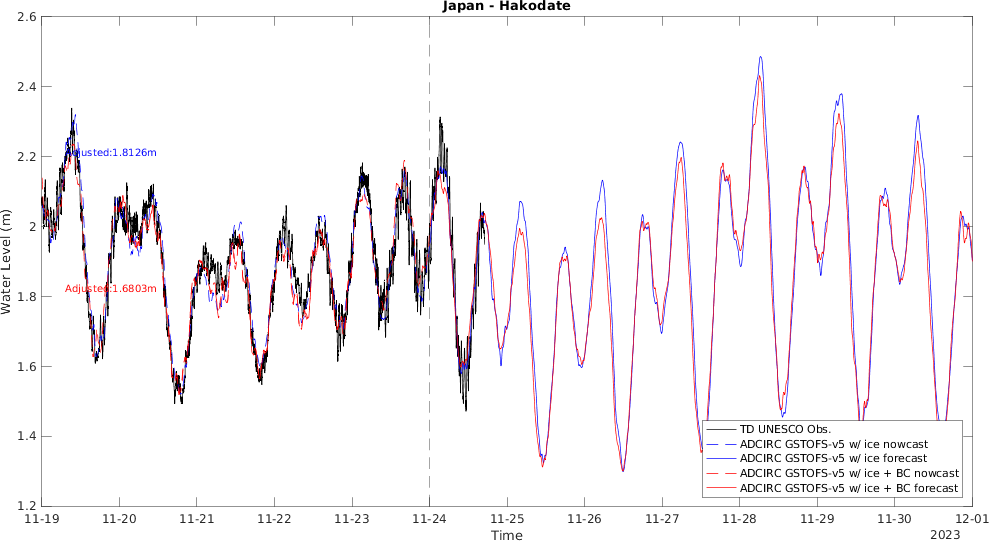 Japan - Hakodate
2.6
2.4
2.2
2
1.8
1.6
1.4
1.2
Water Level (m)
Adjusted:1.6803m
TD UNESCO Obs.
ADCIRC GSTOFS-v5 w/ ice nowcast
ADCIRC GSTOFS-v5 w/ ice forecast
ADCIRC GSTOFS-v5 w/ ice + BC nowcast
ADCIRC GSTOFS-v5 w/ ice + BC forecast
11-19 11-20 11-21 11-22 11-23 11-24 11-25 11-26 11-27 11-28 11-29 11-30 12-01
Time
2023